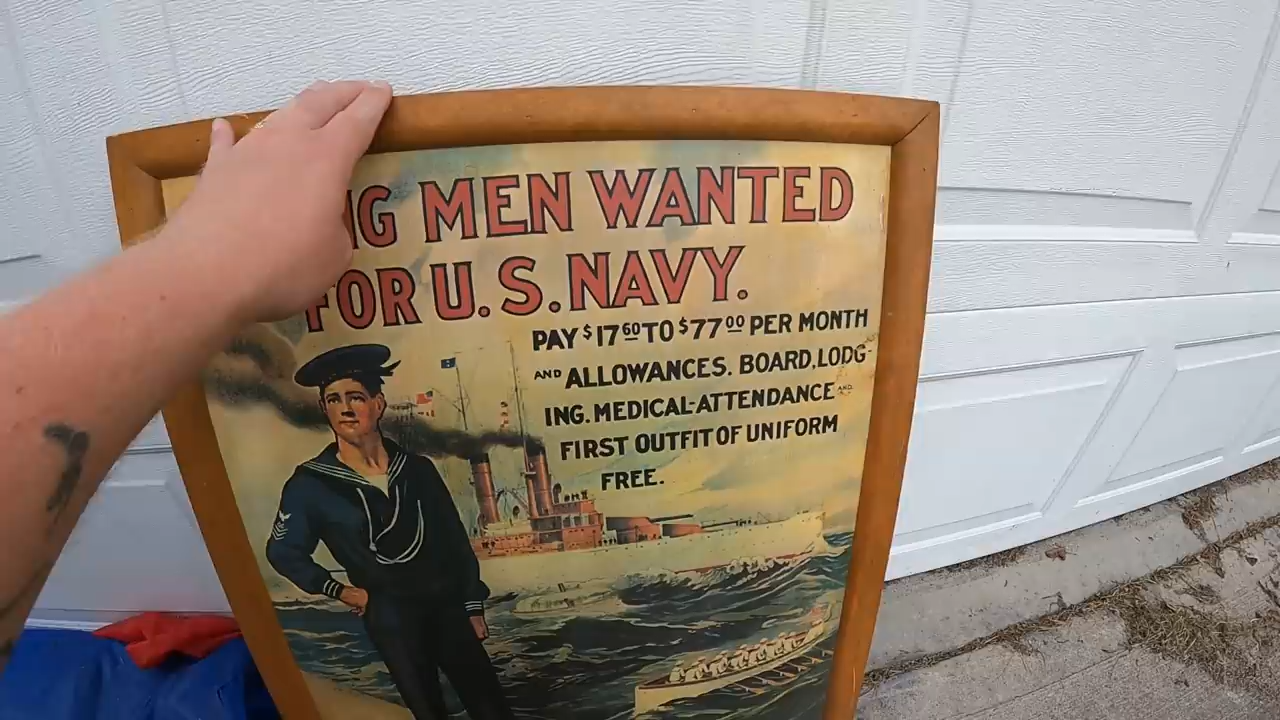 NG MEN WANTED
FOR U.S. NAVY.
PAY $17 60 TO $77 00 PER MONTH
AND ALLOWANCES. BOARD, LODG-
ING. MEDICAL-ATTENDANCE AND
FIRST OUTFIT OF UNIFORM
FREE.